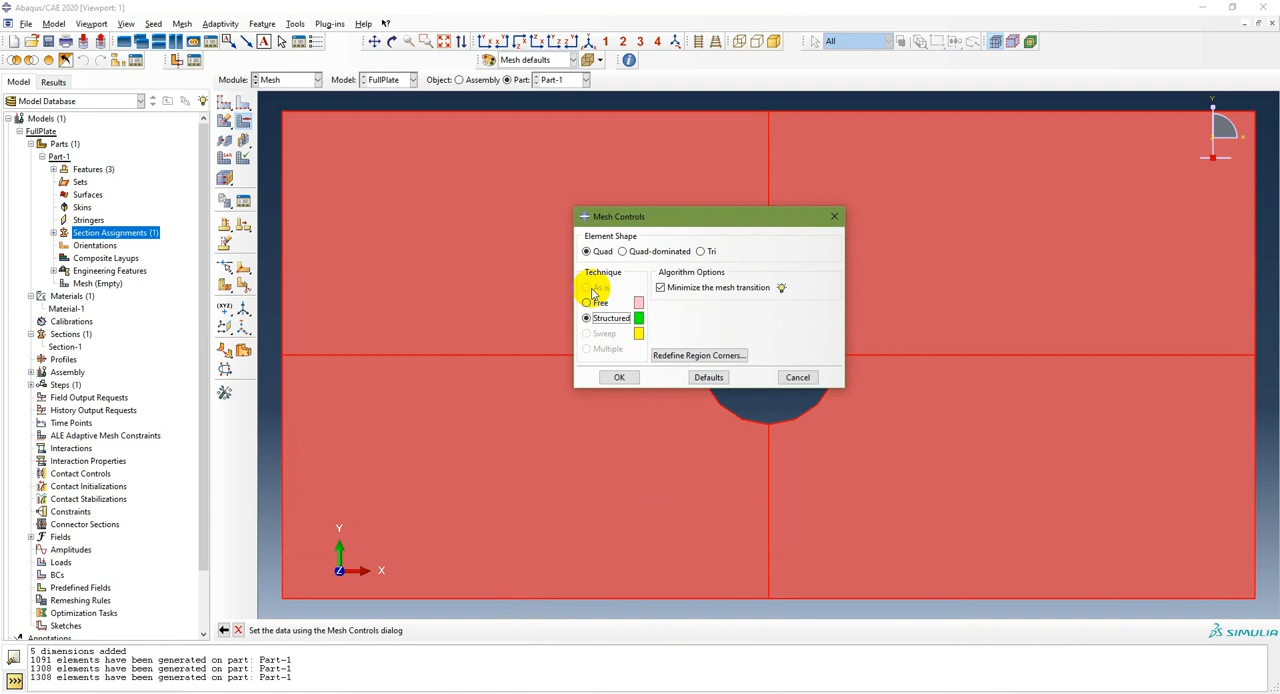 Abaqus/CAE 2020 [Viewport: 1]
File Model Viewport View Seed Mesh Adaptivity Feature Tools Plug-ins Help
1 2 3 4 All
Mesh defaults
Model Results
Module: Mesh Model: FullPlate Object: Assembly Part: Part-1
Model Database
Models (1)
FullPlate
Parts (1)
Part-1
Features (3)
Sets
Surfaces
Skins
Stringers
Section Assignments (1)
Orientations
Composite Layups
Engineering Features
Mesh (Empty)
Materials (1)
Material-1
Calibrations
Sections (1)
Section-1
Profiles
Assembly
Steps (1)
Field Output Requests
History Output Requests
Time Points
ALE Adaptive Mesh Constraints
Interactions
Interaction Properties
Contact Controls
Contact Initializations
Contact Stabilizations
Constraints
Connector Sections
Fields
Amplitudes
Loads
BCs
Predefined Fields
Remeshing Rules
Optimization Tasks
Sketches
Annotations
Mesh Controls
Element Shape
Quad Quad-dominated Tri
Technique
As is
Free
Structured
Sweep
Multiple
Algorithm Options
Minimize the mesh transition
Redefine Region Corners...
OK Defaults Cancel
Y
X
Z
Y
X
Set the data using the Mesh Controls dialog
SIMULIA
5 dimensions added
1091 elements have been generated on part: Part-1
1308 elements have been generated on part: Part-1
1308 elements have been generated on part: Part-1